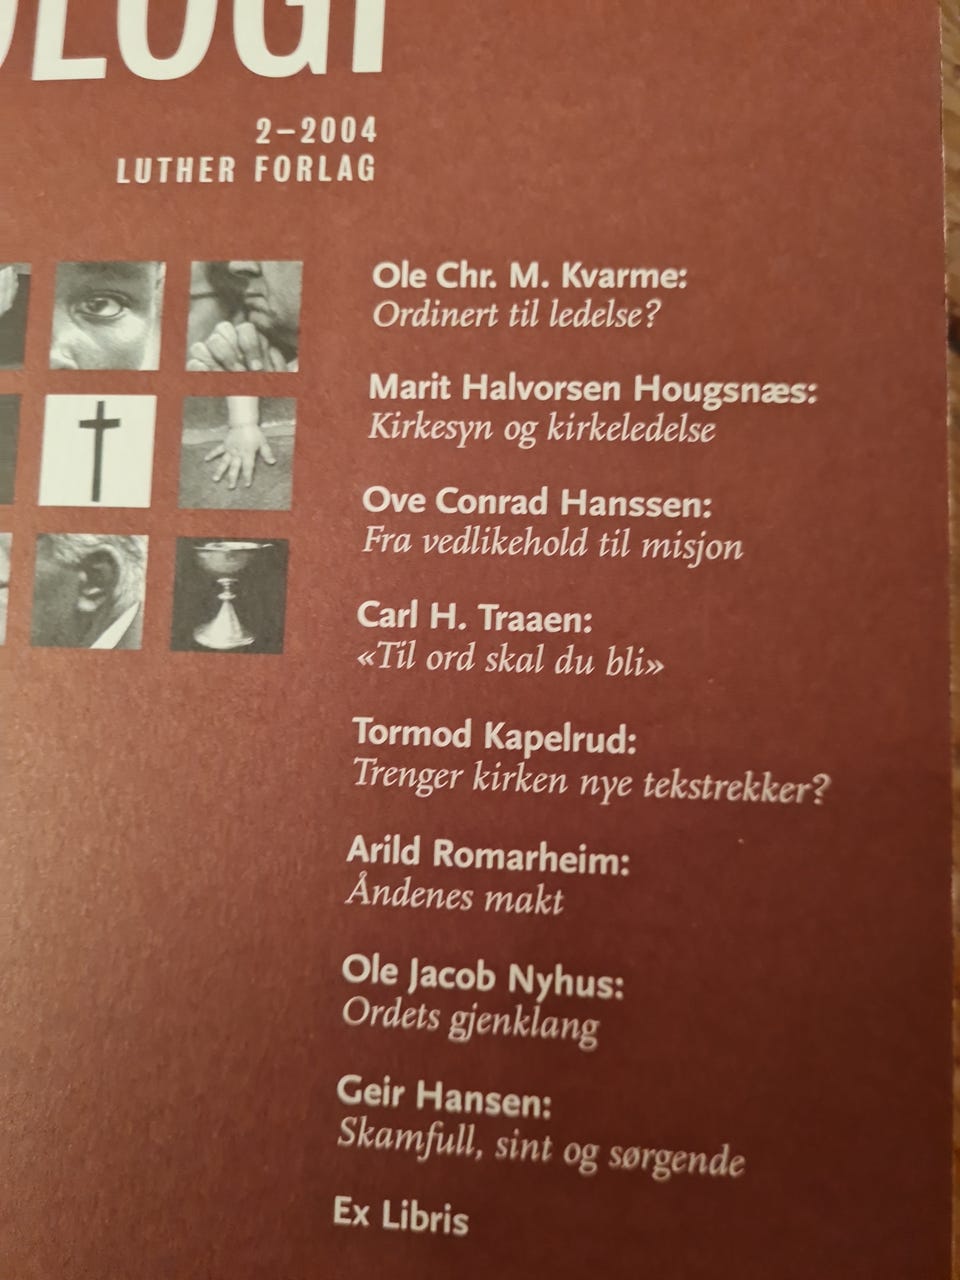 OLOGI
2–2004
LUTHER FORLAG
Ole Chr. M. Kvarme:
Ordinert til ledelse?
Marit Halvorsen Hougsnæs:
Kirkesyn og kirkeledelse
Ove Conrad Hanssen:
Fra vedlikehold til misjon
Carl H. Traaen:
«Til ord skal du bli»
Tormod Kapelrud:
Trenger kirken nye tekstrekker?
Arild Romarheim:
Åndenes makt
Ole Jacob Nyhus:
Ordets gjenklang
Geir Hansen:
Skamfull, sint og sørgende
Ex Libris